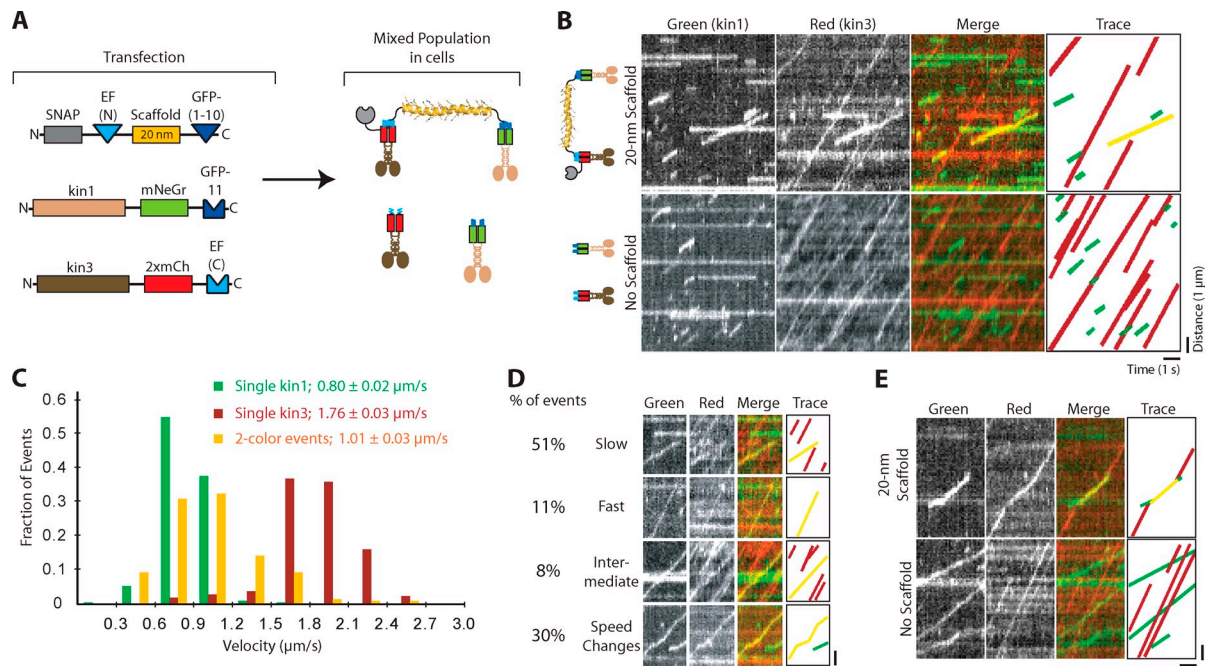 A
Transfection
Mixed Population
in cells
SNAP
EF
(N)
Scaffold
20 nm
GFP-
(1-10)
N
C
kin1
mNeGr
GFP-
11
N
C
kin3
2xmCh
EF
(C)
N
C
B
Green (kin1)
Red (kin3)
Merge
Trace
20-nm Scaffold
No Scaffold
Distance (1 µm)
Time (1 s)
C
Single kin1; 0.80 ± 0.02 µm/s
Single kin3; 1.76 ± 0.03 µm/s
2-color events; 1.01 ± 0.03 µm/s
Fraction of Events
0.6
0.5
0.4
0.3
0.2
0.1
0
0.3 0.6 0.9 1.2 1.5 1.8 2.1 2.4 2.7 3.0
Velocity (µm/s)
D
% of events
Green Red Merge Trace
51% Slow
11% Fast
8% Inter-
mediate
30% Speed
Changes
E
Green Red Merge Trace
20-nm
Scaffold
No Scaffold